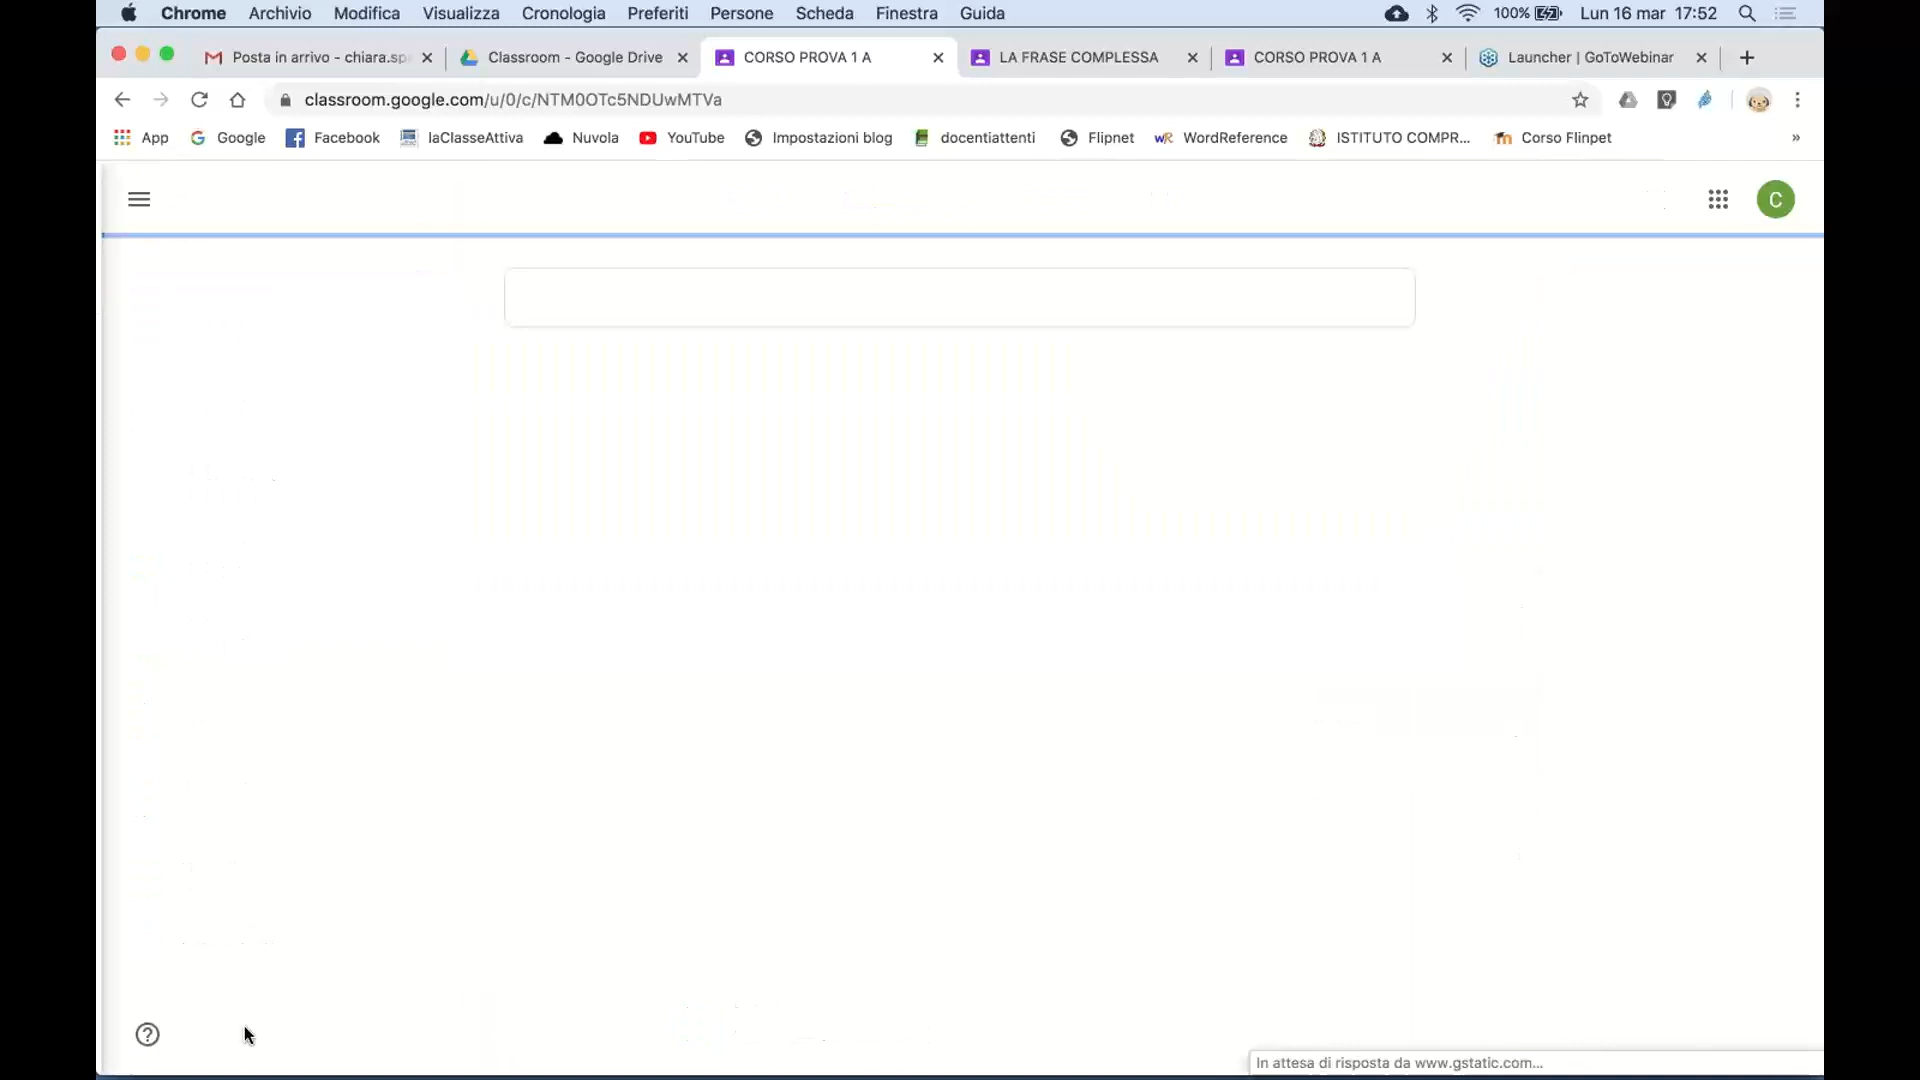 Chrome Archivio Modifica Visualizza Cronologia Preferiti Persone Scheda Finestra Guida 100% Lun 16 mar 17:52
Posta in arrivo - chiara.sp Classroom - Google Drive CORSO PROVA 1 A LA FRASE COMPLESSA CORSO PROVA 1 A Launcher | GoToWebinar
classroom.google.com/u/0/c/NTM0OTc5NDUwMTVa
App Google Facebook laClasseAttiva Nuvola YouTube Impostazioni blog docentiattenti Flipnet WordReference ISTITUTO COMPR... Corso Flinpet »
C
In attesa di risposta da www.gstatic.com...